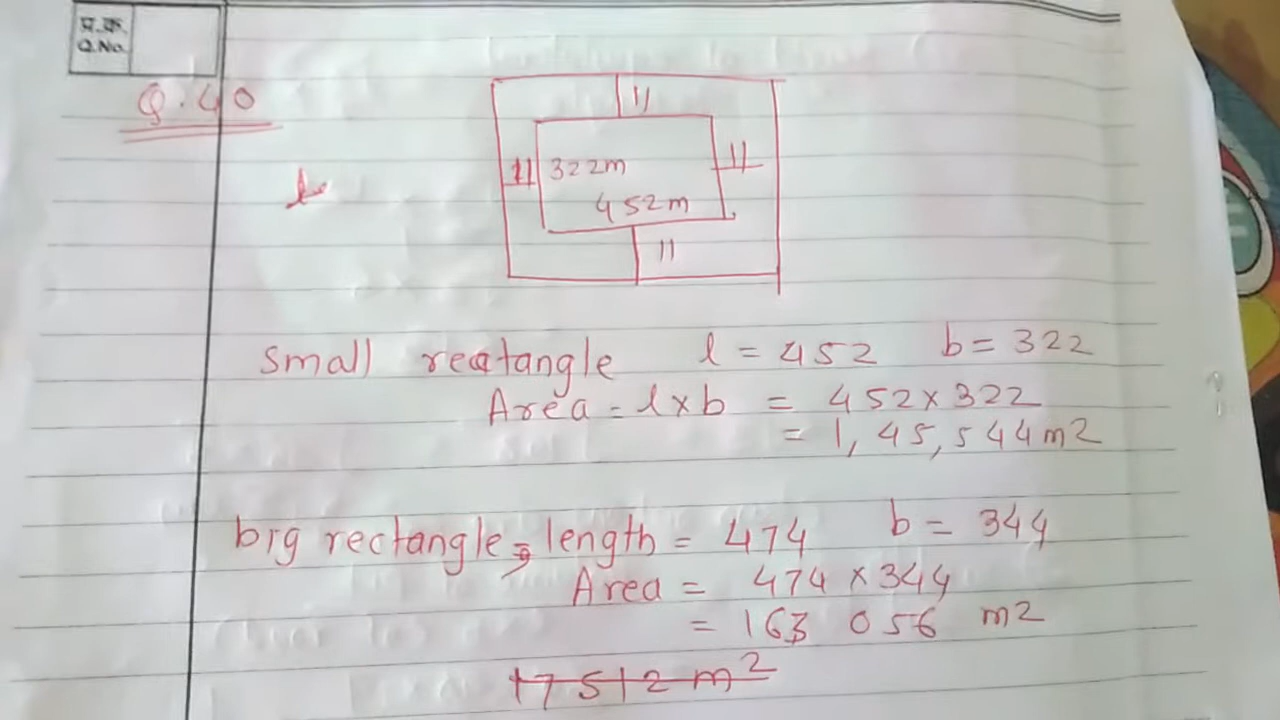 प्र.क्र.
Q.No.
Q.40
11
11 322m 11
452m
11
small rectangle l = 452 b = 322
Area = l x b = 452 x 322
= 1,45,544 m2
big rectangle, length = 474 b = 344
Area = 474 x 344
= 163 056 m2
17512 m²